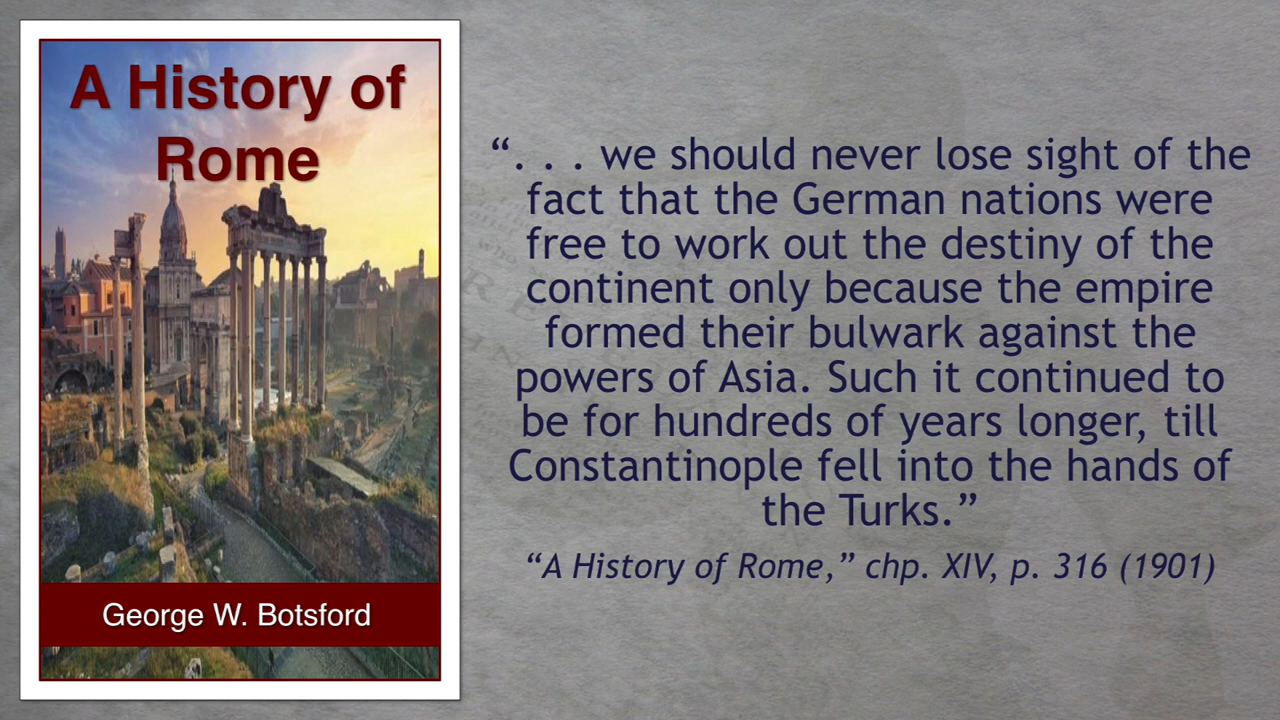 A History of
Rome
George W. Botsford
“. . . we should never lose sight of the
fact that the German nations were
free to work out the destiny of the
continent only because the empire
formed their bulwark against the
powers of Asia. Such it continued to
be for hundreds of years longer, till
Constantinople fell into the hands of
the Turks.”
“A History of Rome,” chp. XIV, p. 316 (1901)